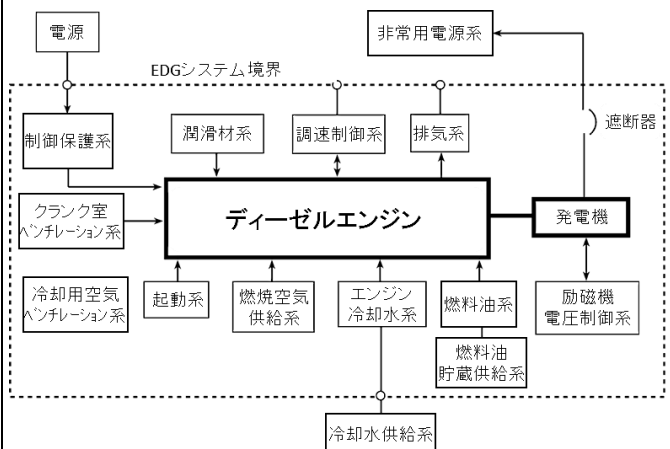 電源
非常用電源系
EDGシステム境界
遮断器
制御保護系
潤滑材系
調速制御系
排気系
クランク室
ベンチレーション系
ディーゼルエンジン
発電機
冷却用空気
ベンチレーション系
起動系
燃焼空気
供給系
エンジン
冷却水系
燃料油系
励磁機
電圧制御系
燃料油
貯蔵供給系
冷却水供給系